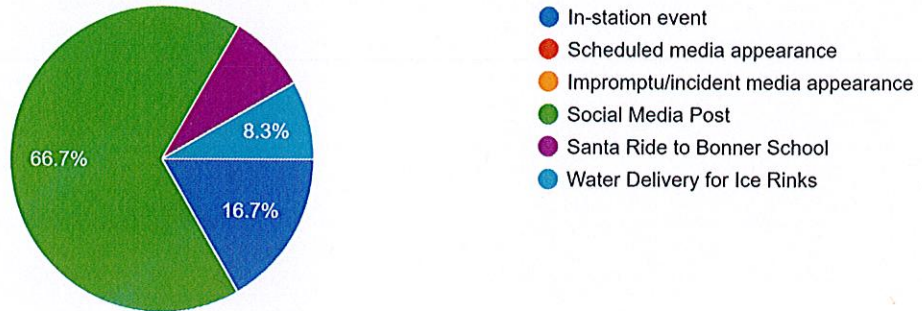 66.7%
8.3%
16.7%
In-station event
Scheduled media appearance
Impromptu/incident media appearance
Social Media Post
Santa Ride to Bonner School
Water Delivery for Ice Rinks